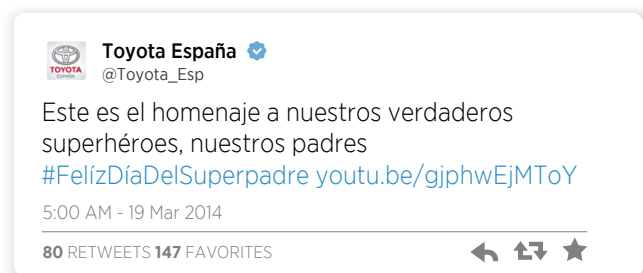 Toyota España
@Toyota_Esp
TOYOTA
ESPAÑA
Este es el homenaje a nuestros verdaderos
superhéroes, nuestros padres
#FelízDíaDelSuperpadre youtu.be/gjphwEjMToY
5:00 AM - 19 Mar 2014
80 RETWEETS 147 FAVORITES